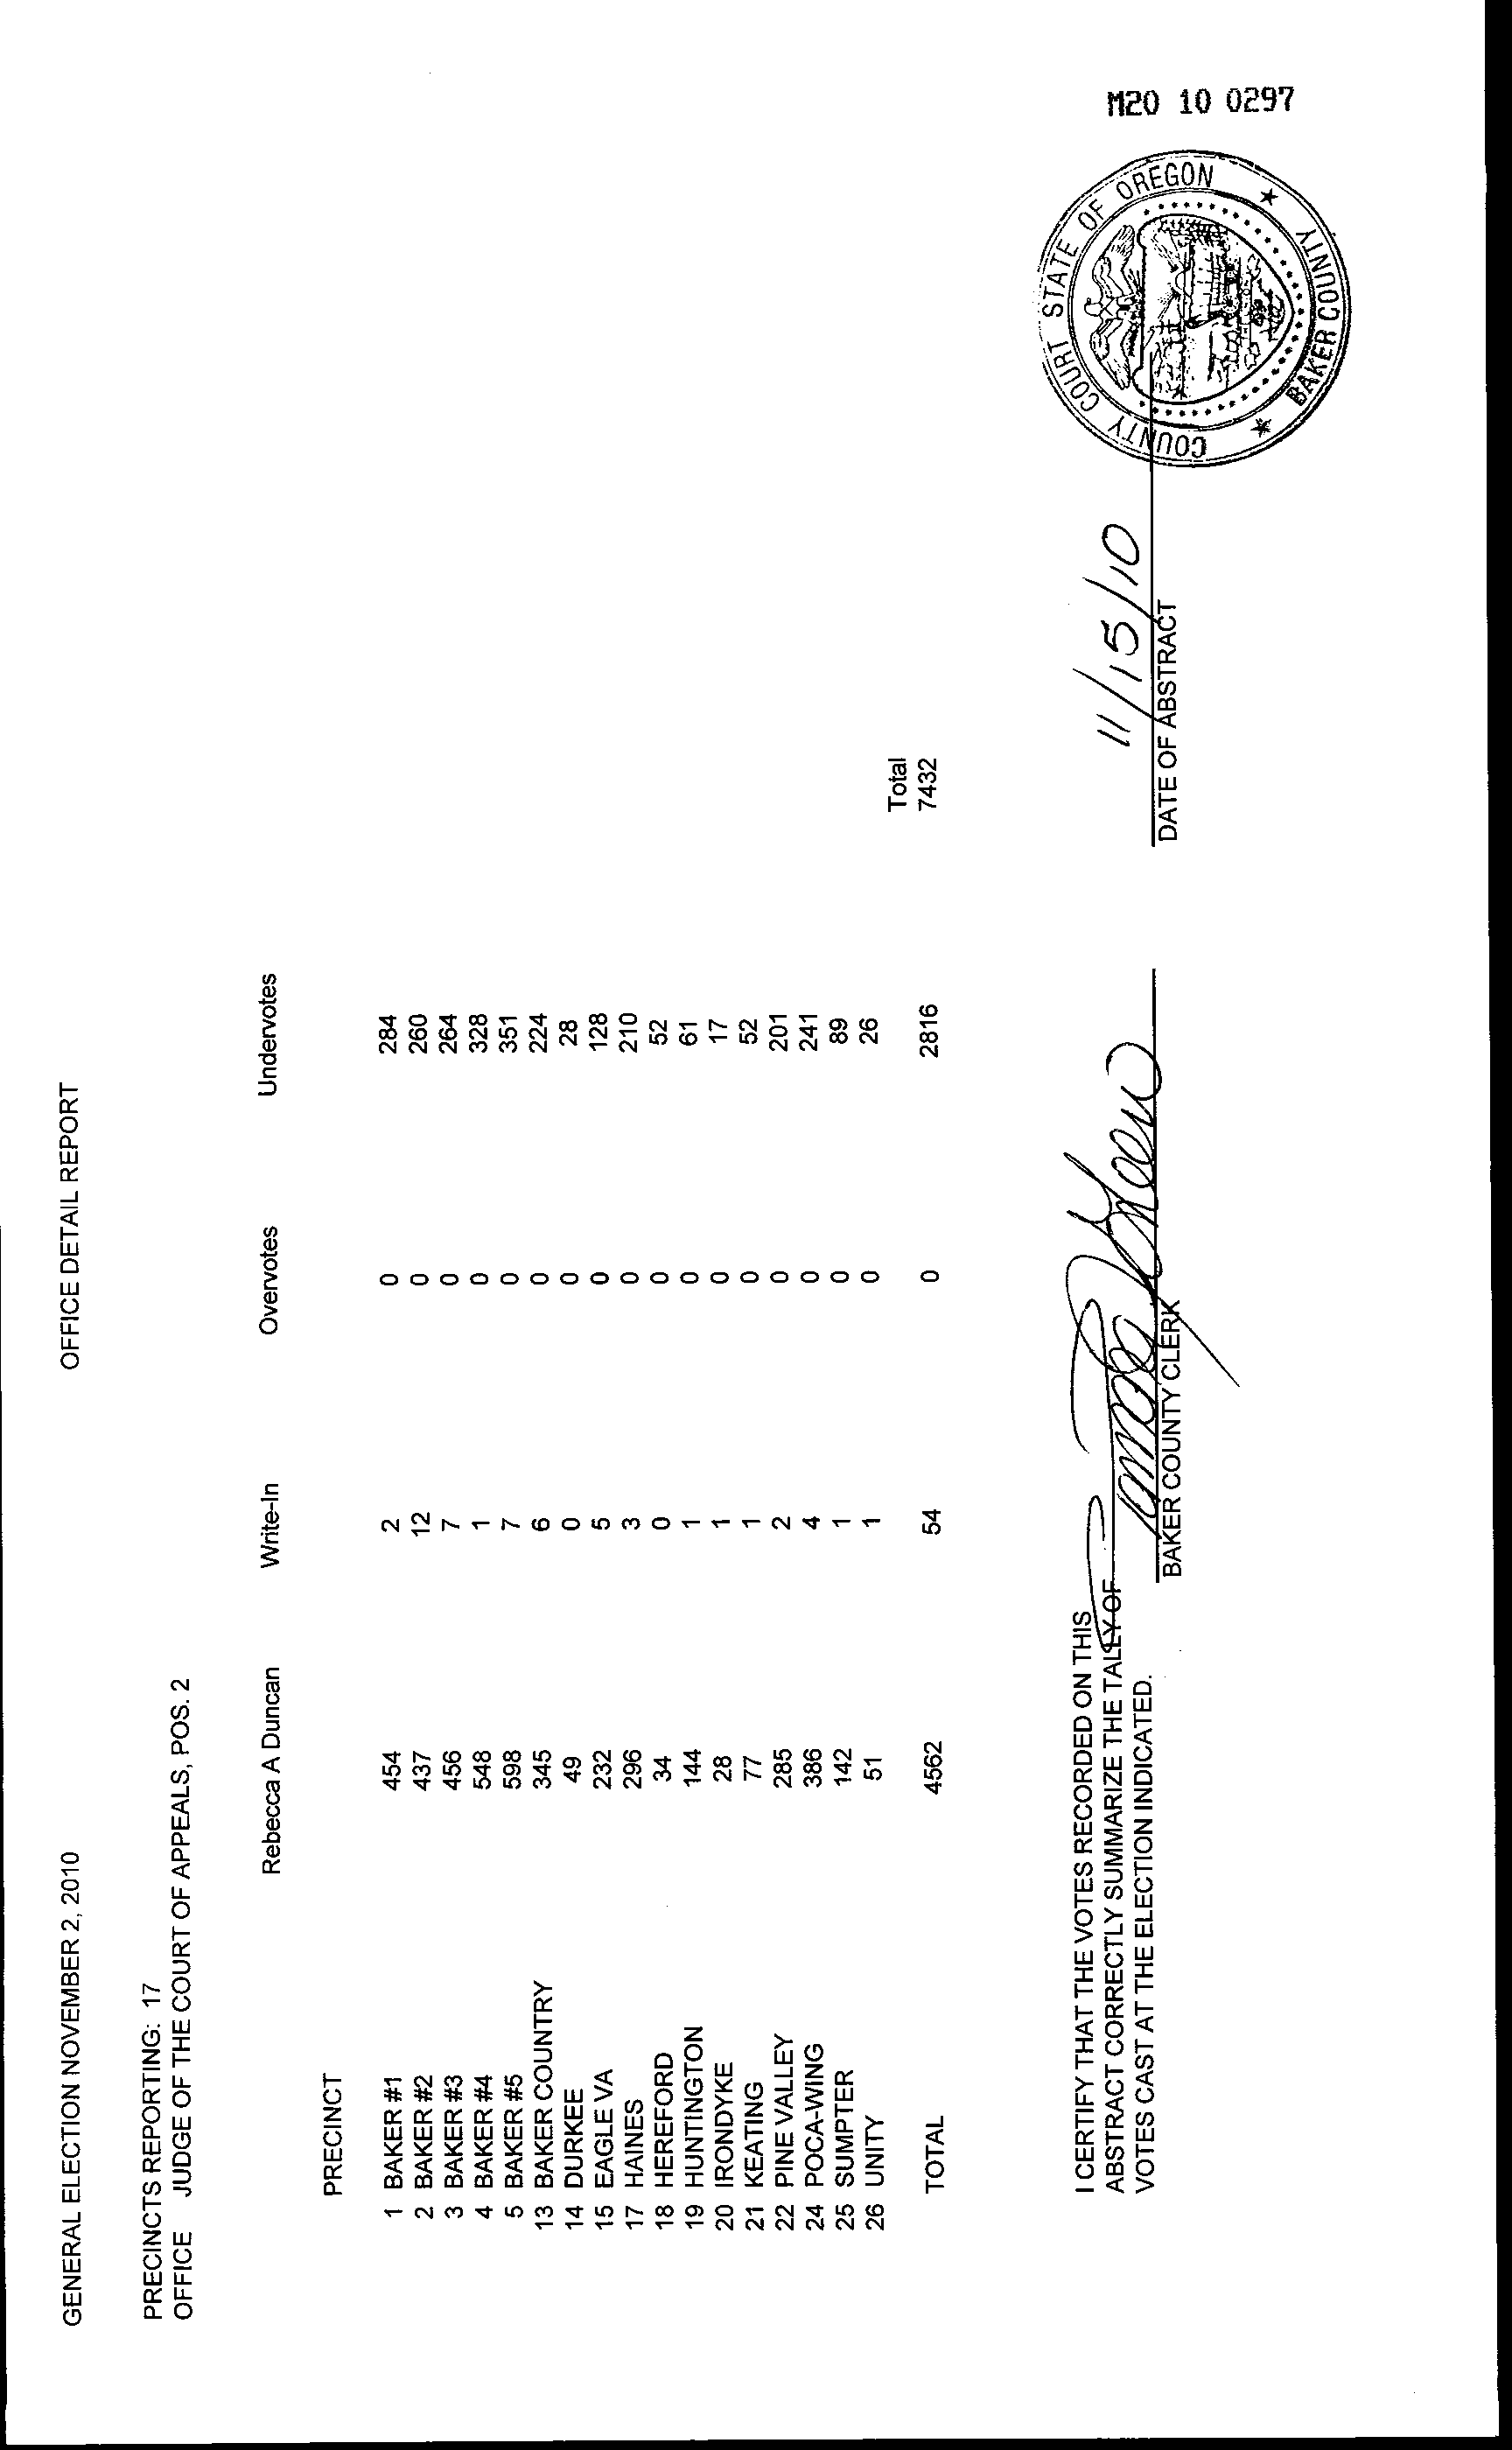 GENERAL ELECTION NOVEMBER 2, 2010 OFFICE DETAIL REPORT
PRECINCTS REPORTING: 17
OFFICE JUDGE OF THE COURT OF APPEALS, POS. 2
Rebecca A Duncan Write-In Overvotes Undervotes
PRECINCT
1 BAKER #1 454 2 0 284
2 BAKER #2 437 12 0 260
3 BAKER #3 456 7 0 264
4 BAKER #4 548 1 0 328
5 BAKER #5 598 7 0 351
13 BAKER COUNTRY 345 6 0 224
14 DURKEE 49 0 0 28
15 EAGLE VA 232 5 0 128
17 HAINES 296 3 0 210
18 HEREFORD 34 0 0 52
19 HUNTINGTON 144 1 0 61
20 IRONDYKE 28 1 0 17
21 KEATING 77 1 0 52
22 PINE VALLEY 285 2 0 201
24 POCA-WING 386 4 0 241
25 SUMPTER 142 1 0 89
26 UNITY 51 1 0 26
Total
TOTAL 4562 54 0 2816 7432
I CERTIFY THAT THE VOTES RECORDED ON THIS
ABSTRACT CORRECTLY SUMMARIZE THE TALLY OF
VOTES CAST AT THE ELECTION INDICATED.
BAKER COUNTY CLERK
11/15/10
DATE OF ABSTRACT
COUNTY COURT STATE OF OREGON
BAKER COUNTY
M20 10 0297